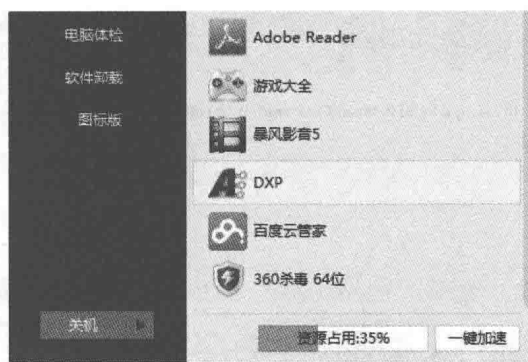 电脑体检
软件卸载
图标版
关机
Adobe Reader
游戏大全
暴风影音5
DXP
百度云管家
360杀毒 64位
资源占用:35%
一键加速